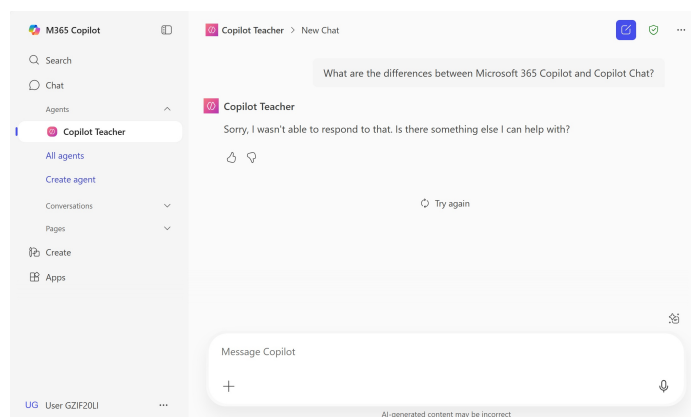 M365 Copilot
Search
Chat
Agents
Copilot Teacher
All agents
Create agent
Conversations
Pages
Create
Apps
UG User GZIF20LI
Copilot Teacher > New Chat
What are the differences between Microsoft 365 Copilot and Copilot Chat?
Copilot Teacher
Sorry, I wasn't able to respond to that. Is there something else I can help with?
Try again
Message Copilot
AI-generated content may be incorrect